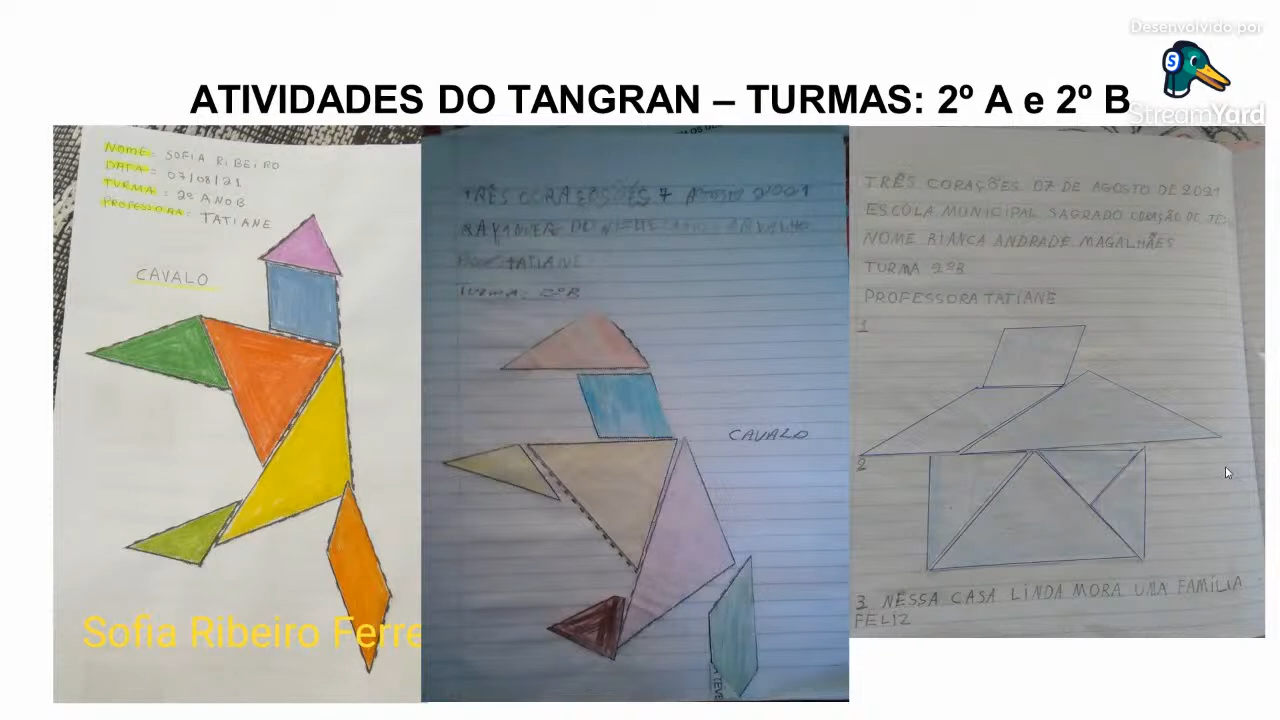 Desenvolvido por
StreamYard
ATIVIDADES DO TANGRAN – TURMAS: 2º A e 2º B
NOME: SOFIA RIBEIRO
DATA: 07/08/21
TURMA: 2º ANO B
PROFESSORA: TATIANE
CAVALO
Sofia Ribeiro Ferre
TRÊS 7 AGOSTO 2021
TATIANE
TURMA: 2ºB
CAVALO
TRÊS CORAÇÕES 07 DE AGOSTO DE 2021
ESCOLA MUNICIPAL SAGRADO CORAÇÃO DE
NOME BIANCA ANDRADE MAGALHÃES
TURMA 2ºB
PROFESSORA TATIANE
1
2
3 NESSA CASA LINDA MORA UMA FAMÍLIA
FELIZ